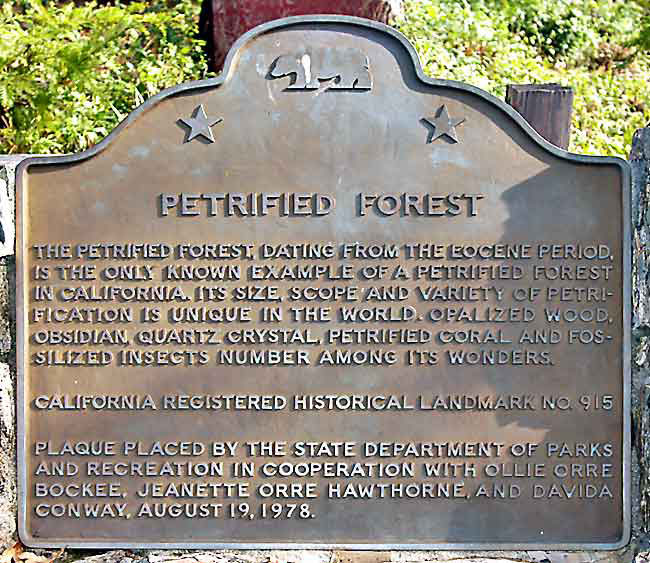 PETRIFIED FOREST
THE PETRIFIED FOREST, DATING FROM THE EOCENE PERIOD,
IS THE ONLY KNOWN EXAMPLE OF A PETRIFIED FOREST
IN CALIFORNIA. ITS SIZE, SCOPE AND VARIETY OF PETRI-
FICATION IS UNIQUE IN THE WORLD. OPALIZED WOOD,
OBSIDIAN, QUARTZ CRYSTAL, PETRIFIED CORAL AND FOS-
SILIZED INSECTS NUMBER AMONG ITS WONDERS.
CALIFORNIA REGISTERED HISTORICAL LANDMARK NO. 915
PLAQUE PLACED BY THE STATE DEPARTMENT OF PARKS
AND RECREATION IN COOPERATION WITH OLLIE ORRE
BOCKEE, JEANETTE ORRE HAWTHORNE, AND DAVIDA
CONWAY, AUGUST 19, 1978.